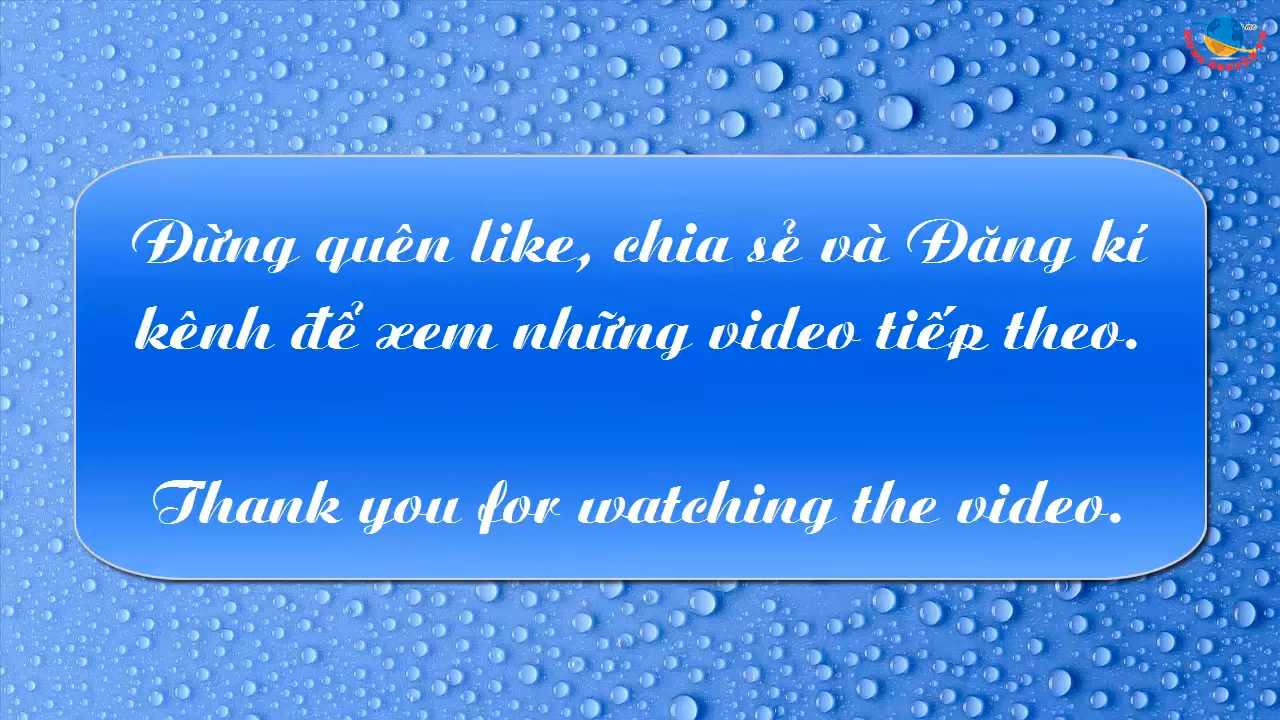 Đừng quên like, chia sẻ và Đăng kí
kênh để xem những video tiếp theo.
Thank you for watching the video.